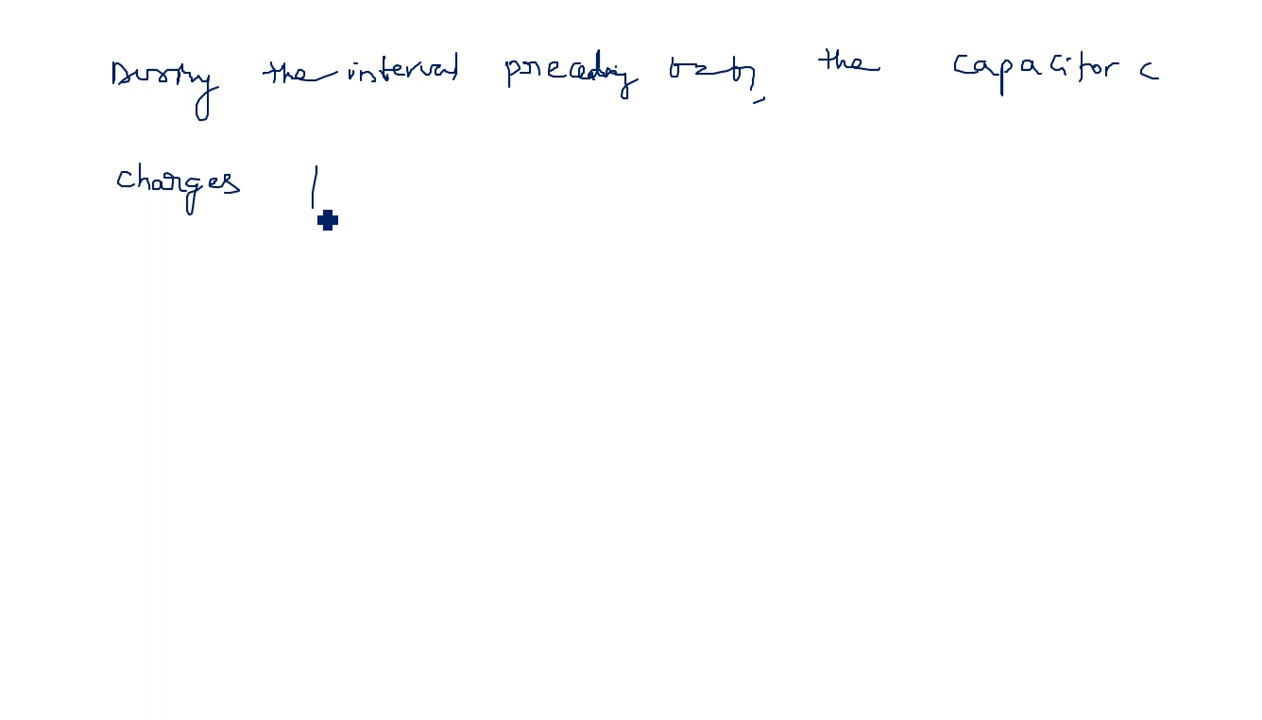 During the interval preceding t=t1, the capacitor c
charges